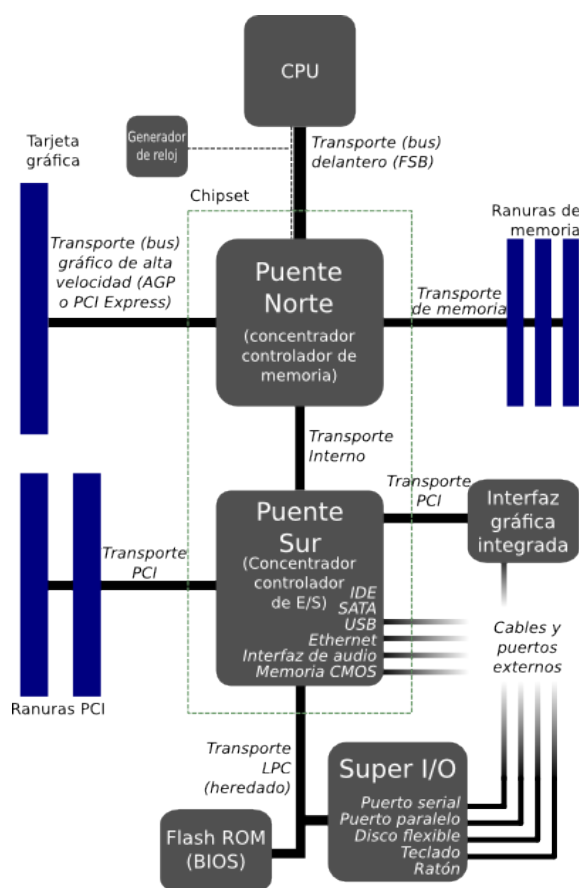 CPU
Generador
de reloj
Transporte (bus)
delantero (FSB)
Tarjeta
gráfica
Chipset
Ranuras de
memoria
Transporte (bus)
gráfico de alta
velocidad (AGP
o PCI Express)
Puente
Norte
(concentrador
controlador de
memoria)
Transporte
de memoria
Transporte
Interno
Transporte
PCI
Interfaz
gráfica
integrada
Puente
Sur
(Concentrador
controlador
de E/S)
Transporte
PCI
IDE
SATA
USB
Ethernet
Interfaz de audio
Memoria CMOS
Cables y
puertos
externos
Ranuras PCI
Transporte
LPC
(heredado)
Super I/O
Puerto serial
Puerto paralelo
Disco flexible
Teclado
Ratón
Flash ROM
(BIOS)